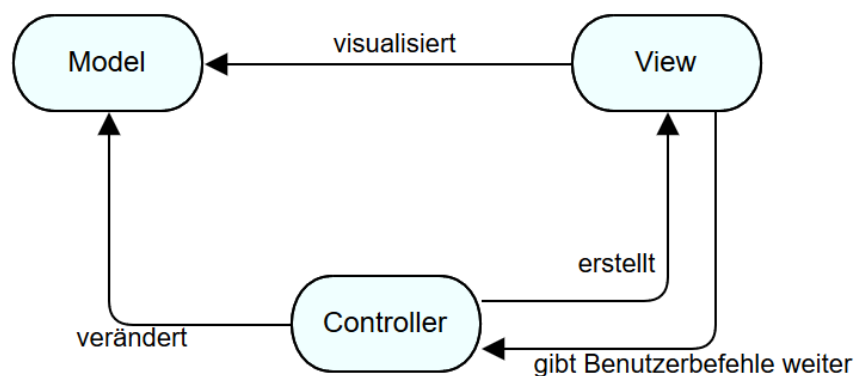 Model
visualisiert
View
erstellt
Controller
verändert
gibt Benutzerbefehle weiter